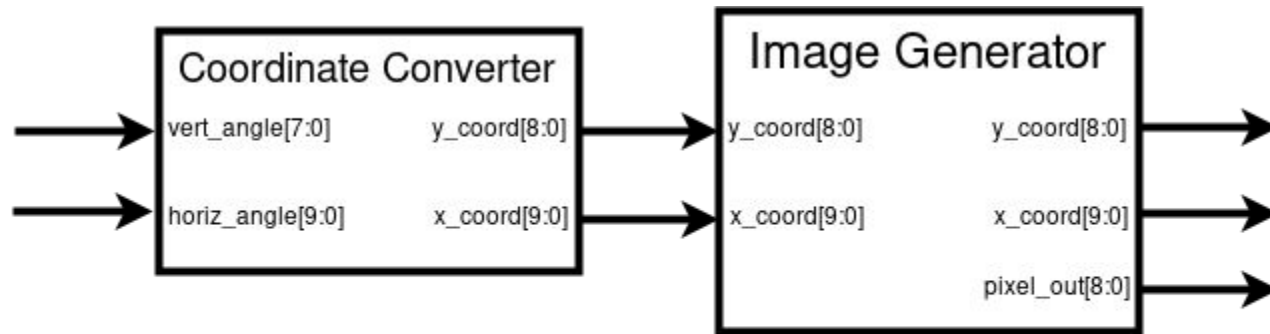 Coordinate Converter
vert_angle[7:0]
y_coord[8:0]
horiz_angle[9:0]
x_coord[9:0]
Image Generator
y_coord[8:0]
y_coord[8:0]
x_coord[9:0]
x_coord[9:0]
pixel_out[8:0]